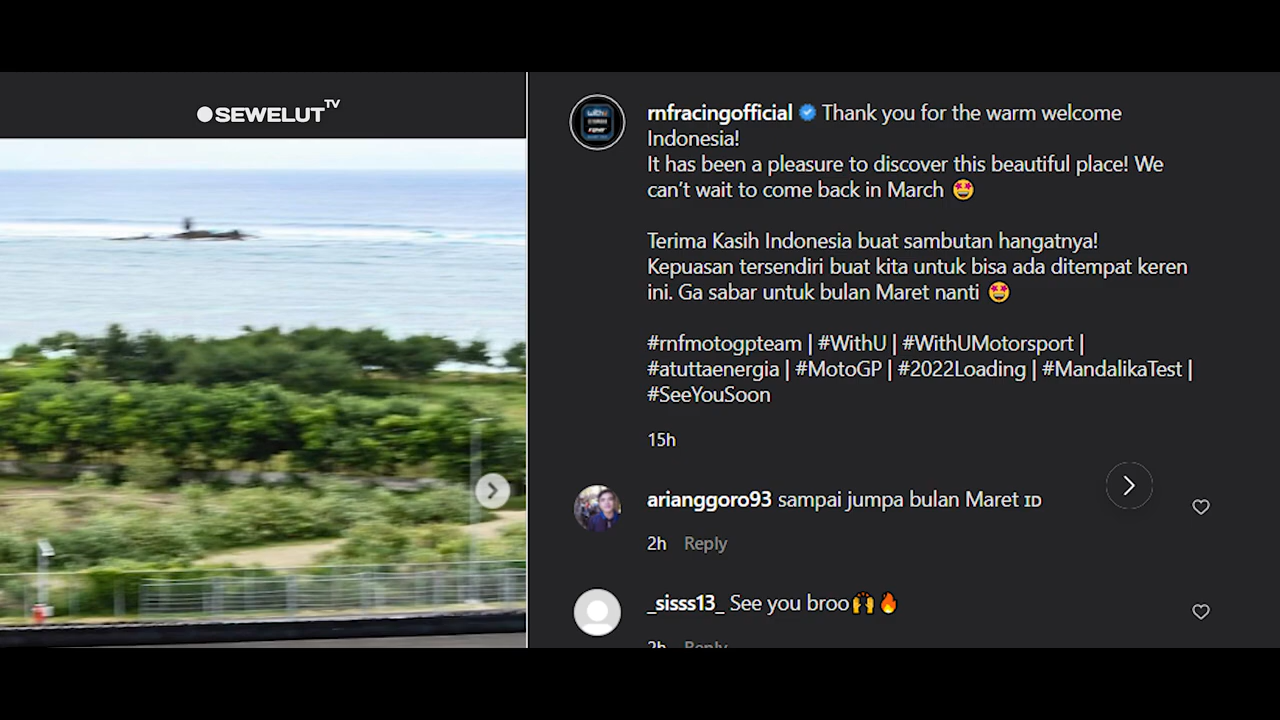 SEWELUT TV
rnfracingofficial Thank you for the warm welcome
Indonesia!
It has been a pleasure to discover this beautiful place! We
can't wait to come back in March 🤩
Terima Kasih Indonesia buat sambutan hangatnya!
Kepuasan tersendiri buat kita untuk bisa ada ditempat keren
ini. Ga sabar untuk bulan Maret nanti 🤩
#rnfmotogpteam | #WithU | #WithUMotorsport |
#atuttaenergia | #MotoGP | #2022Loading | #MandalikaTest |
#SeeYouSoon
15h
arianggoro93 sampai jumpa bulan Maret ɪᴅ
2h Reply
_sisss13_ See you broo🙌🔥
2h Reply